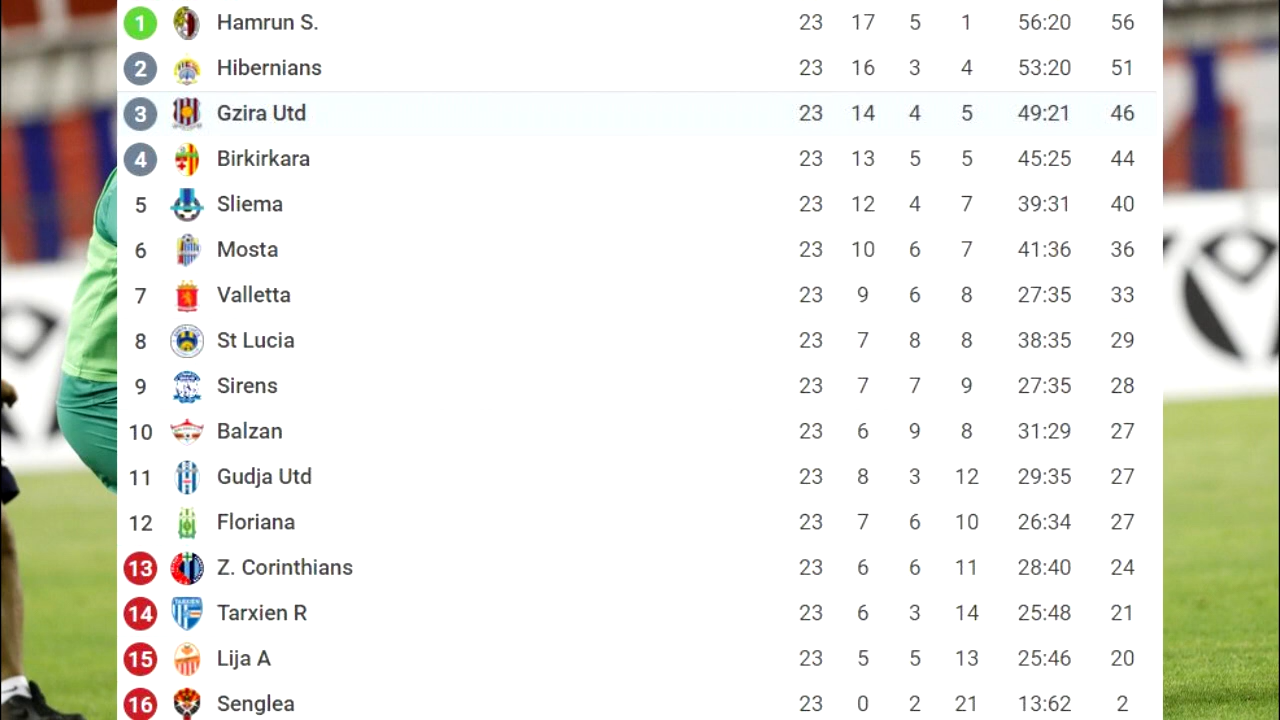 1 Hamrun S. 23 17 5 1 56:20 56
2 Hibernians 23 16 3 4 53:20 51
3 Gzira Utd 23 14 4 5 49:21 46
4 Birkirkara 23 13 5 5 45:25 44
5 Sliema 23 12 4 7 39:31 40
6 Mosta 23 10 6 7 41:36 36
7 Valletta 23 9 6 8 27:35 33
8 St Lucia 23 7 8 8 38:35 29
9 Sirens 23 7 7 9 27:35 28
10 Balzan 23 6 9 8 31:29 27
11 Gudja Utd 23 8 3 12 29:35 27
12 Floriana 23 7 6 10 26:34 27
13 Z. Corinthians 23 6 6 11 28:40 24
14 Tarxien R 23 6 3 14 25:48 21
15 Lija A 23 5 5 13 25:46 20
16 Senglea 23 0 2 21 13:62 2